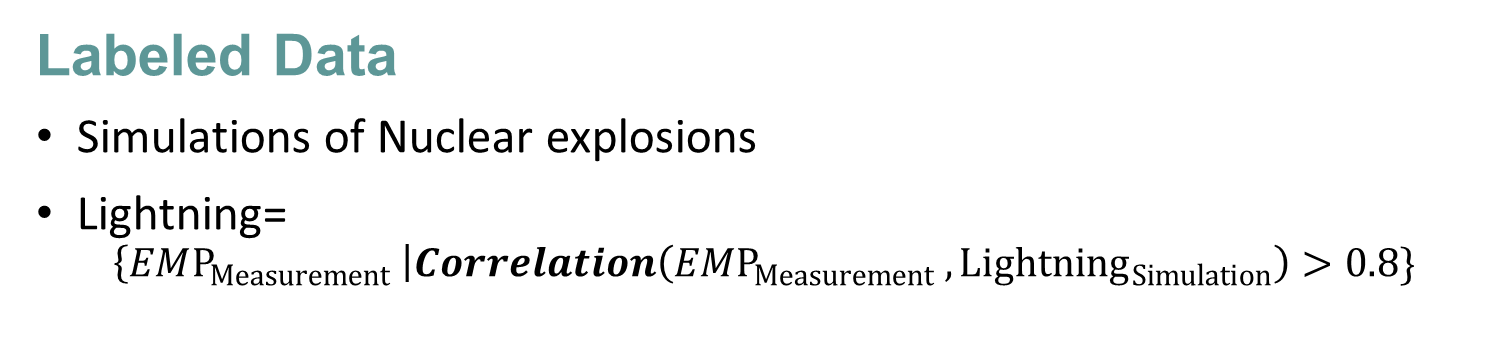 Labeled Data
• Simulations of Nuclear explosions
• Lightning=
{EMP_Measurement |Correlation(EMP_Measurement , Lightning_Simulation) > 0.8}